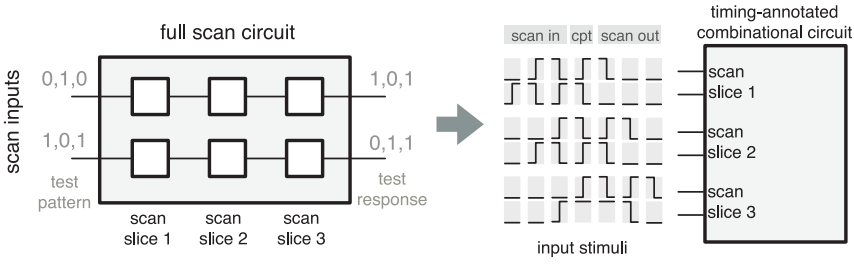 full scan circuit
scan inputs
0,1,0
1,0,1
1,0,1
0,1,1
test
pattern
test
response
scan
slice 1
scan
slice 2
scan
slice 3
scan in
cpt
scan out
input stimuli
timing-annotated
combinational circuit
scan
slice 1
scan
slice 2
scan
slice 3